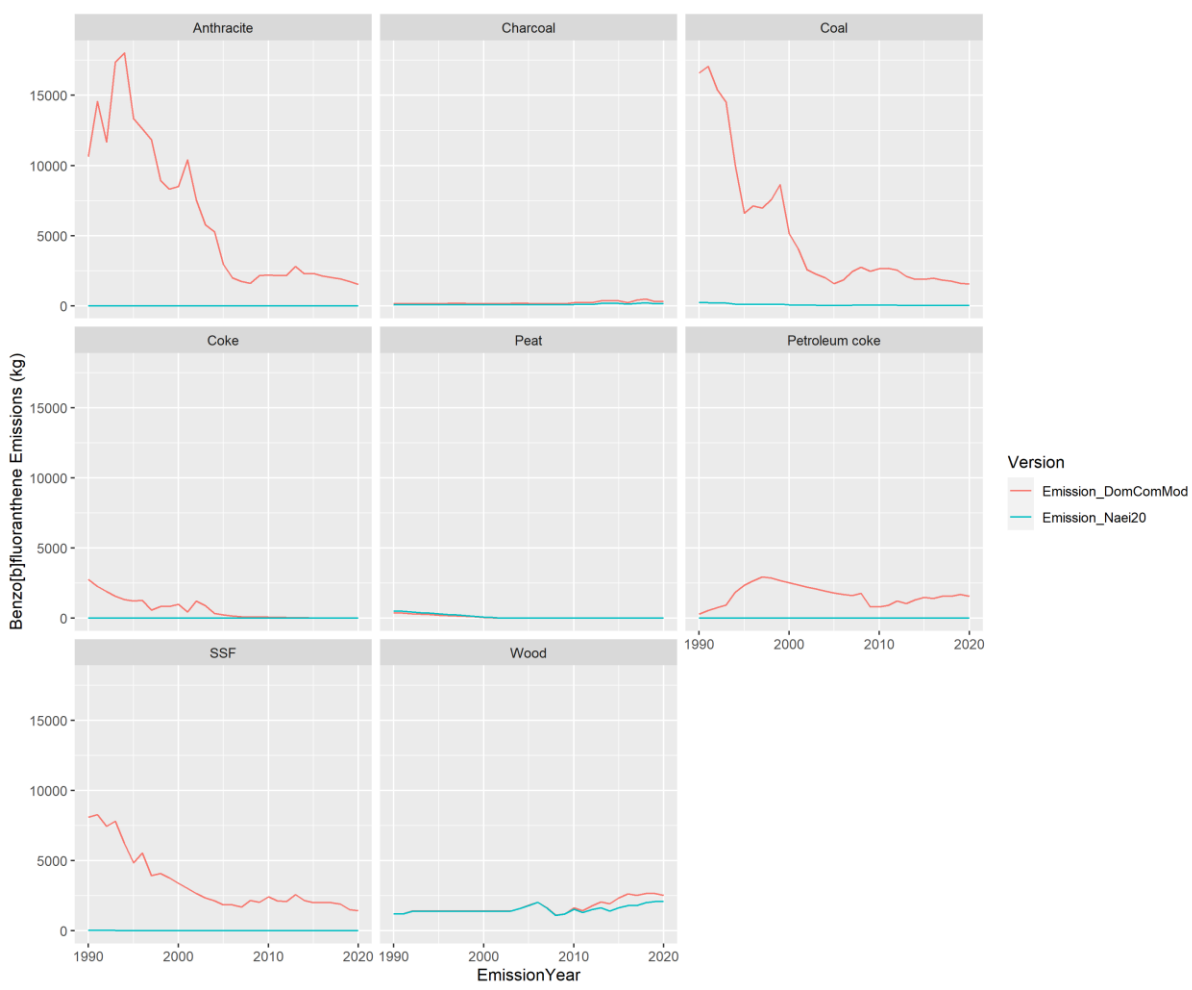 Anthracite
Charcoal
Coal
15000
10000
5000
0
Coke
Peat
Petroleum coke
15000
10000
5000
0
1990
2000
2010
2020
SSF
Wood
15000
10000
5000
0
1990
2000
2010
2020
1990
2000
2010
2020
EmissionYear
Benzo[b]fluoranthene Emissions (kg)
Version
Emission_DomComMod
Emission_Naei20